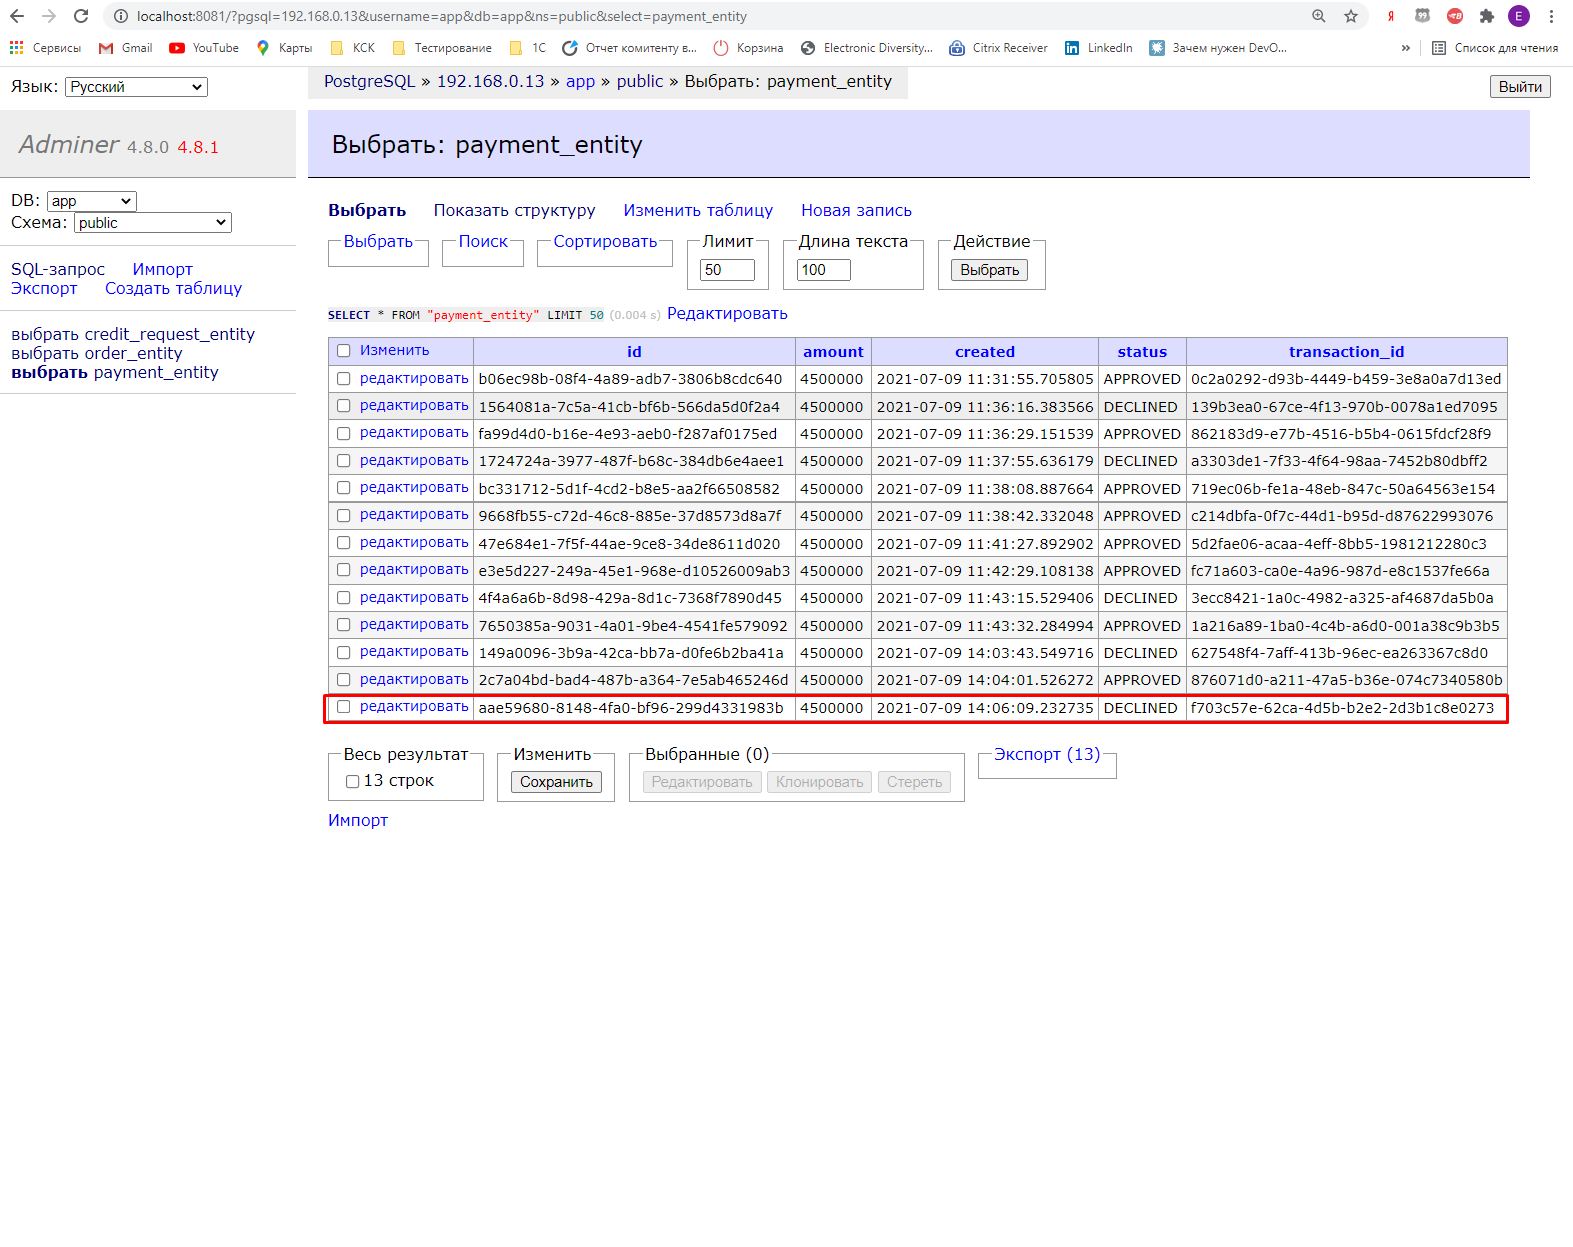 localhost:8081/?pgsql=192.168.0.13&username=app&db=app&ns=public&select=payment_entity
Сервисы Gmail YouTube Карты КСК Тестирование 1С Отчет комитенту в... Корзина Electronic Diversity... Citrix Receiver LinkedIn Зачем нужен DevO... » Список для чтения
Язык: Русский
PostgreSQL » 192.168.0.13 » app » public » Выбрать: payment_entity
Выйти
Adminer 4.8.0 4.8.1
Выбрать: payment_entity
DB: app
Схема: public
SQL-запрос Импорт
Экспорт Создать таблицу
выбрать credit_request_entity
выбрать order_entity
выбрать payment_entity
Выбрать Показать структуру Изменить таблицу Новая запись
Выбрать Поиск Сортировать Лимит Длина текста Действие
50 100 Выбрать
SELECT * FROM "payment_entity" LIMIT 50 (0.004 s) Редактировать
Изменить id amount created status transaction_id
редактировать b06ec98b-08f4-4a89-adb7-3806b8cdc640 4500000 2021-07-09 11:31:55.705805 APPROVED 0c2a0292-d93b-4449-b459-3e8a0a7d13ed
редактировать 1564081a-7c5a-41cb-bf6b-566da5d0f2a4 4500000 2021-07-09 11:36:16.383566 DECLINED 139b3ea0-67ce-4f13-970b-0078a1ed7095
редактировать fa99d4d0-b16e-4e93-aeb0-f287af0175ed 4500000 2021-07-09 11:36:29.151539 APPROVED 862183d9-e77b-4516-b5b4-0615fdcf28f9
редактировать 1724724a-3977-487f-b68c-384db6e4aee1 4500000 2021-07-09 11:37:55.636179 DECLINED a3303de1-7f33-4f64-98aa-7452b80dbff2
редактировать bc331712-5d1f-4cd2-b8e5-aa2f66508582 4500000 2021-07-09 11:38:08.887664 APPROVED 719ec06b-fe1a-48eb-847c-50a64563e154
редактировать 9668fb55-c72d-46c8-885e-37d8573d8a7f 4500000 2021-07-09 11:38:42.332048 APPROVED c214dbfa-0f7c-44d1-b95d-d87622993076
редактировать 47e684e1-7f5f-44ae-9ce8-34de8611d020 4500000 2021-07-09 11:41:27.892902 APPROVED 5d2fae06-acaa-4eff-8bb5-1981212280c3
редактировать e3e5d227-249a-45e1-968e-d10526009ab3 4500000 2021-07-09 11:42:29.108138 APPROVED fc71a603-ca0e-4a96-987d-e8c1537fe66a
редактировать 4f4a6a6b-8d98-429a-8d1c-7368f7890d45 4500000 2021-07-09 11:43:15.529406 DECLINED 3ecc8421-1a0c-4982-a325-af4687da5b0a
редактировать 7650385a-9031-4a01-9be4-4541fe579092 4500000 2021-07-09 11:43:32.284994 APPROVED 1a216a89-1ba0-4c4b-a6d0-001a38c9b3b5
редактировать 149a0096-3b9a-42ca-bb7a-d0fe6b2ba41a 4500000 2021-07-09 14:03:43.549716 DECLINED 627548f4-7aff-413b-96ec-ea263367c8d0
редактировать 2c7a04bd-bad4-487b-a364-7e5ab465246d 4500000 2021-07-09 14:04:01.526272 APPROVED 876071d0-a211-47a5-b36e-074c7340580b
редактировать aae59680-8148-4fa0-bf96-299d4331983b 4500000 2021-07-09 14:06:09.232735 DECLINED f703c57e-62ca-4d5b-b2e2-2d3b1c8e0273
Весь результат Изменить Выбранные (0) Экспорт (13)
13 строк Сохранить Редактировать Клонировать Стереть
Импорт